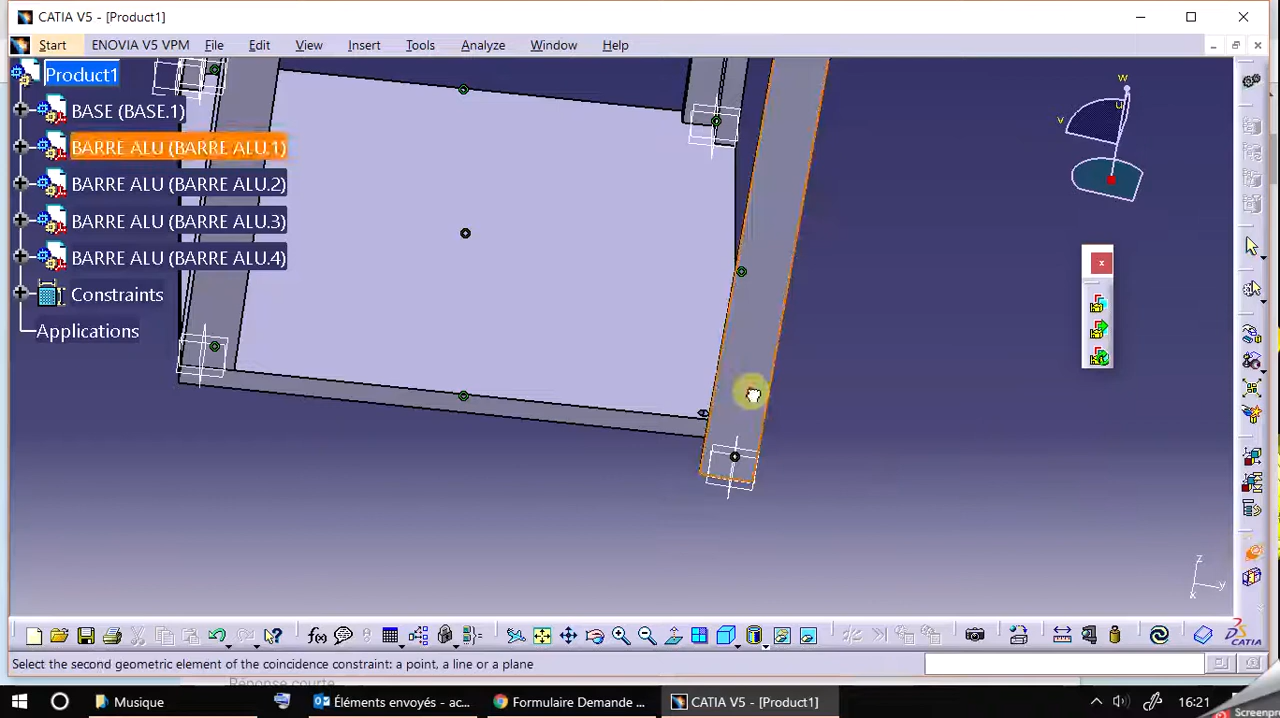 CATIA V5 - [Product1]
Start ENOVIA V5 VPM File Edit View Insert Tools Analyze Window Help
Product1
BASE (BASE.1)
BARRE ALU (BARRE ALU.1)
BARRE ALU (BARRE ALU.2)
BARRE ALU (BARRE ALU.3)
BARRE ALU (BARRE ALU.4)
Constraints
Applications
w
v
u
z
y
x
f(x)
CATIA
Select the second geometric element of the coincidence constraint: a point, a line or a plane
Réponse courte
Musique Éléments envoyés - ac... Formulaire Demande ... CATIA V5 - [Product1] 16:21